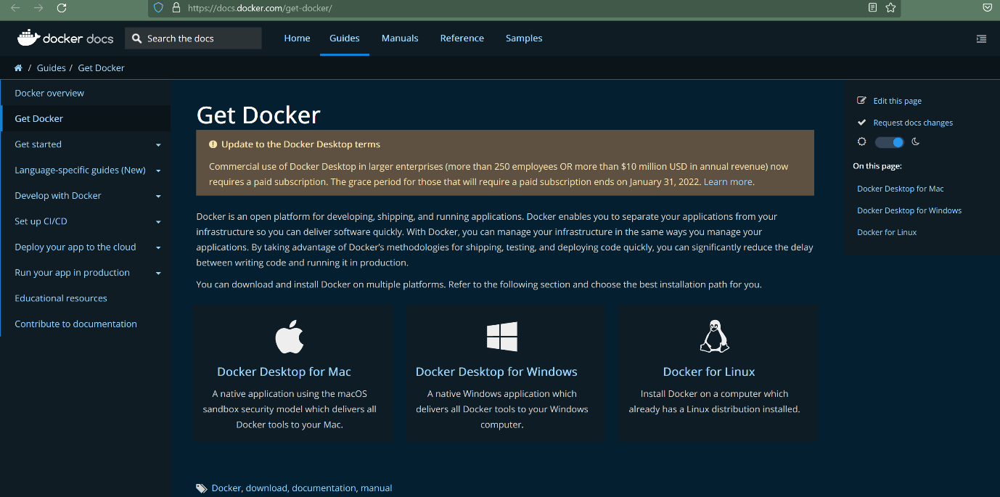 https://docs.docker.com/get-docker/
docker docs
Search the docs
Home
Guides
Manuals
Reference
Samples
/ Guides / Get Docker
Docker overview
Get Docker
Get started
Language-specific guides (New)
Develop with Docker
Set up CI/CD
Deploy your app to the cloud
Run your app in production
Educational resources
Contribute to documentation
Get Docker
Update to the Docker Desktop terms
Commercial use of Docker Desktop in larger enterprises (more than 250 employees OR more than $10 million USD in annual revenue) now
requires a paid subscription. The grace period for those that will require a paid subscription ends on January 31, 2022. Learn more.
Docker is an open platform for developing, shipping, and running applications. Docker enables you to separate your applications from your
infrastructure so you can deliver software quickly. With Docker, you can manage your infrastructure in the same ways you manage your
applications. By taking advantage of Docker’s methodologies for shipping, testing, and deploying code quickly, you can significantly reduce the delay
between writing code and running it in production.
You can download and install Docker on multiple platforms. Refer to the following section and choose the best installation path for you.
Docker Desktop for Mac
A native application using the macOS
sandbox security model which delivers all
Docker tools to your Mac.
Docker Desktop for Windows
A native Windows application which
delivers all Docker tools to your Windows
computer.
Docker for Linux
Install Docker on a computer which
already has a Linux distribution installed.
Docker, download, documentation, manual
Edit this page
Request docs changes
On this page:
Docker Desktop for Mac
Docker Desktop for Windows
Docker for Linux